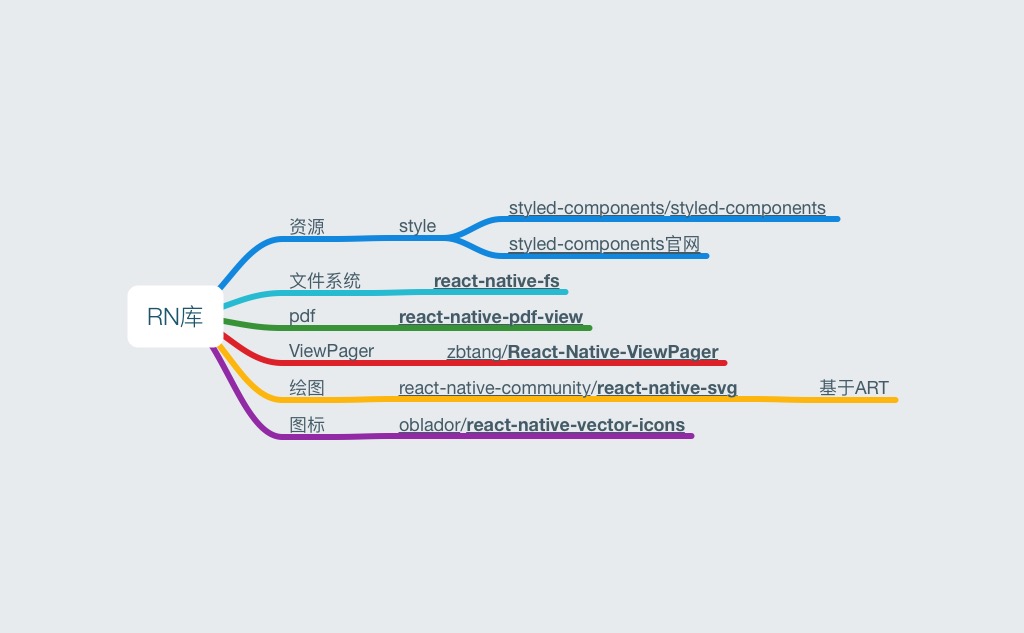 RN库
资源
style
styled-components/styled-components
styled-components官网
文件系统
react-native-fs
pdf
react-native-pdf-view
ViewPager
zbtang/React-Native-ViewPager
绘图
react-native-community/react-native-svg
基于ART
图标
oblador/react-native-vector-icons